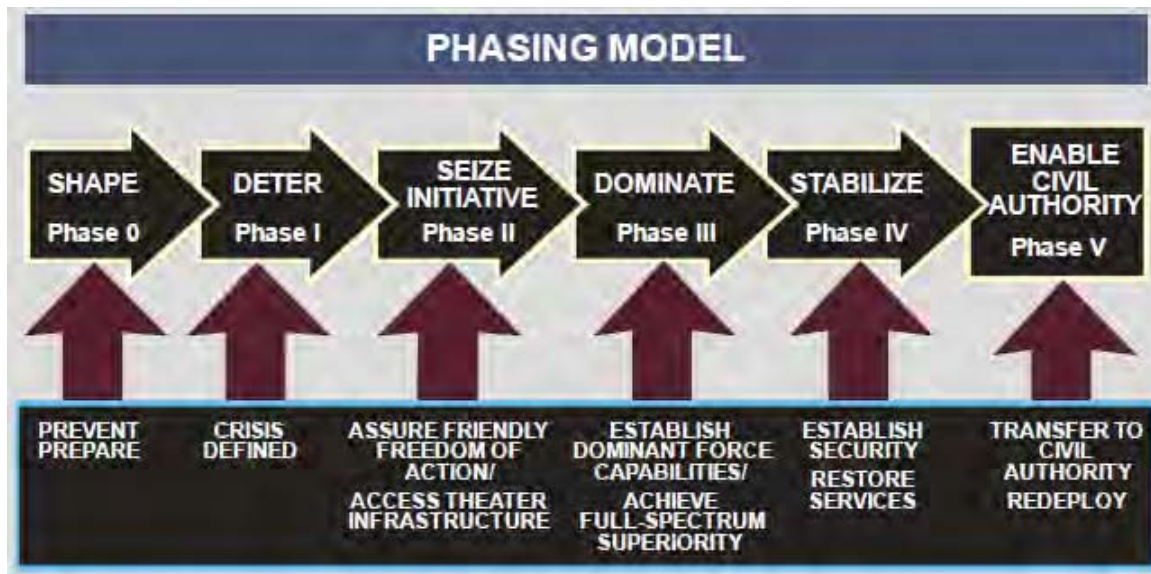 PHASING MODEL
SHAPE
Phase 0
DETER
Phase I
SEIZE
INITIATIVE
Phase II
DOMINATE
Phase III
STABILIZE
Phase IV
ENABLE
CIVIL
AUTHORITY
Phase V
PREVENT
PREPARE
CRISIS
DEFINED
ASSURE FRIENDLY
FREEDOM OF
ACTION/
ACCESS THEATER
INFRASTRUCTURE
ESTABLISH
DOMINANT FORCE
CAPABILITIES/
ACHIEVE
FULL-SPECTRUM
SUPERIORITY
ESTABLISH
SECURITY
RESTORE
SERVICES
TRANSFER TO
CIVIL
AUTHORITY
REDEPLOY